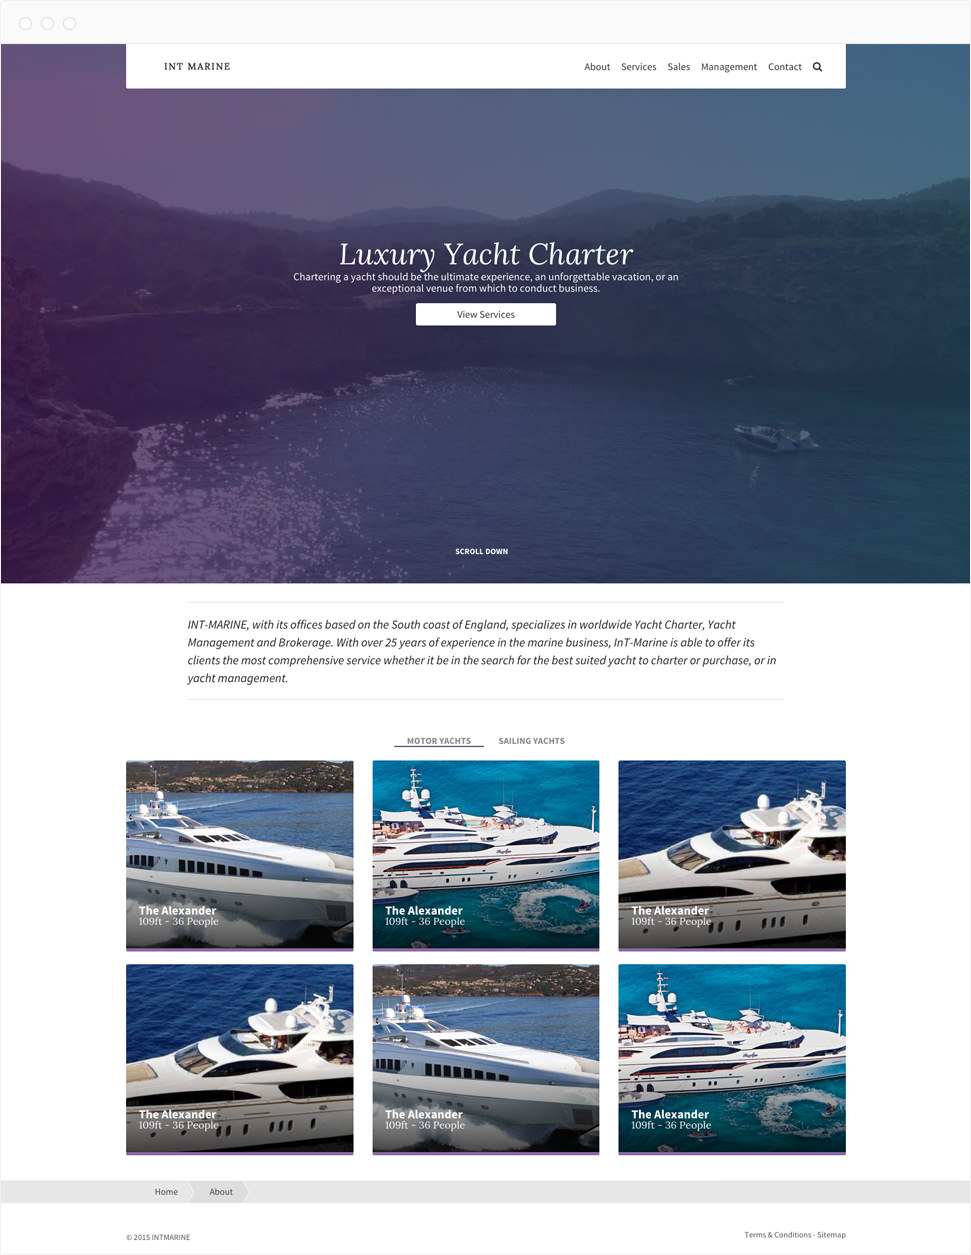 INT MARINE
About Services Sales Management Contact
Luxury Yacht Charter
Chartering a yacht should be the ultimate experience, an unforgettable vacation, or an
exceptional venue from which to conduct business.
View Services
SCROLL DOWN
INT-MARINE, with its offices based on the South coast of England, specializes in worldwide Yacht Charter, Yacht
Management and Brokerage. With over 25 years of experience in the marine business, InT-Marine is able to offer its
clients the most comprehensive service whether it be in the search for the best suited yacht to charter or purchase, or in
yacht management.
MOTOR YACHTS SAILING YACHTS
The Alexander
109ft - 36 People
The Alexander
109ft - 36 People
The Alexander
109ft - 36 People
The Alexander
109ft - 36 People
The Alexander
109ft - 36 People
The Alexander
109ft - 36 People
Home About
© 2015 INTMARINE
Terms & Conditions - Sitemap